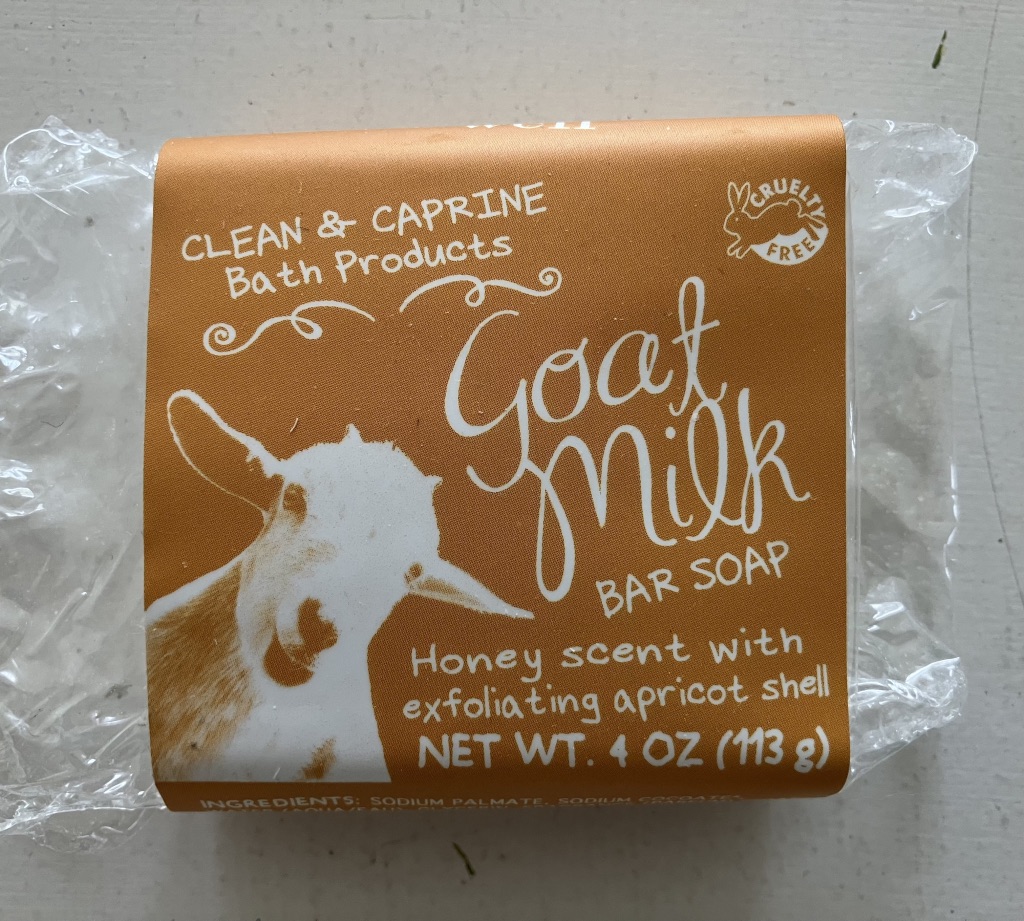 CLEAN & CAPRINE
Bath Products
CRUELTY
FREE
Goat
Milk
BAR SOAP
Honey scent with
exfoliating apricot shell
NET WT. 4 OZ (113 g)
INGREDIENTS: SODIUM PALMATE, SODIUM COCOATE,